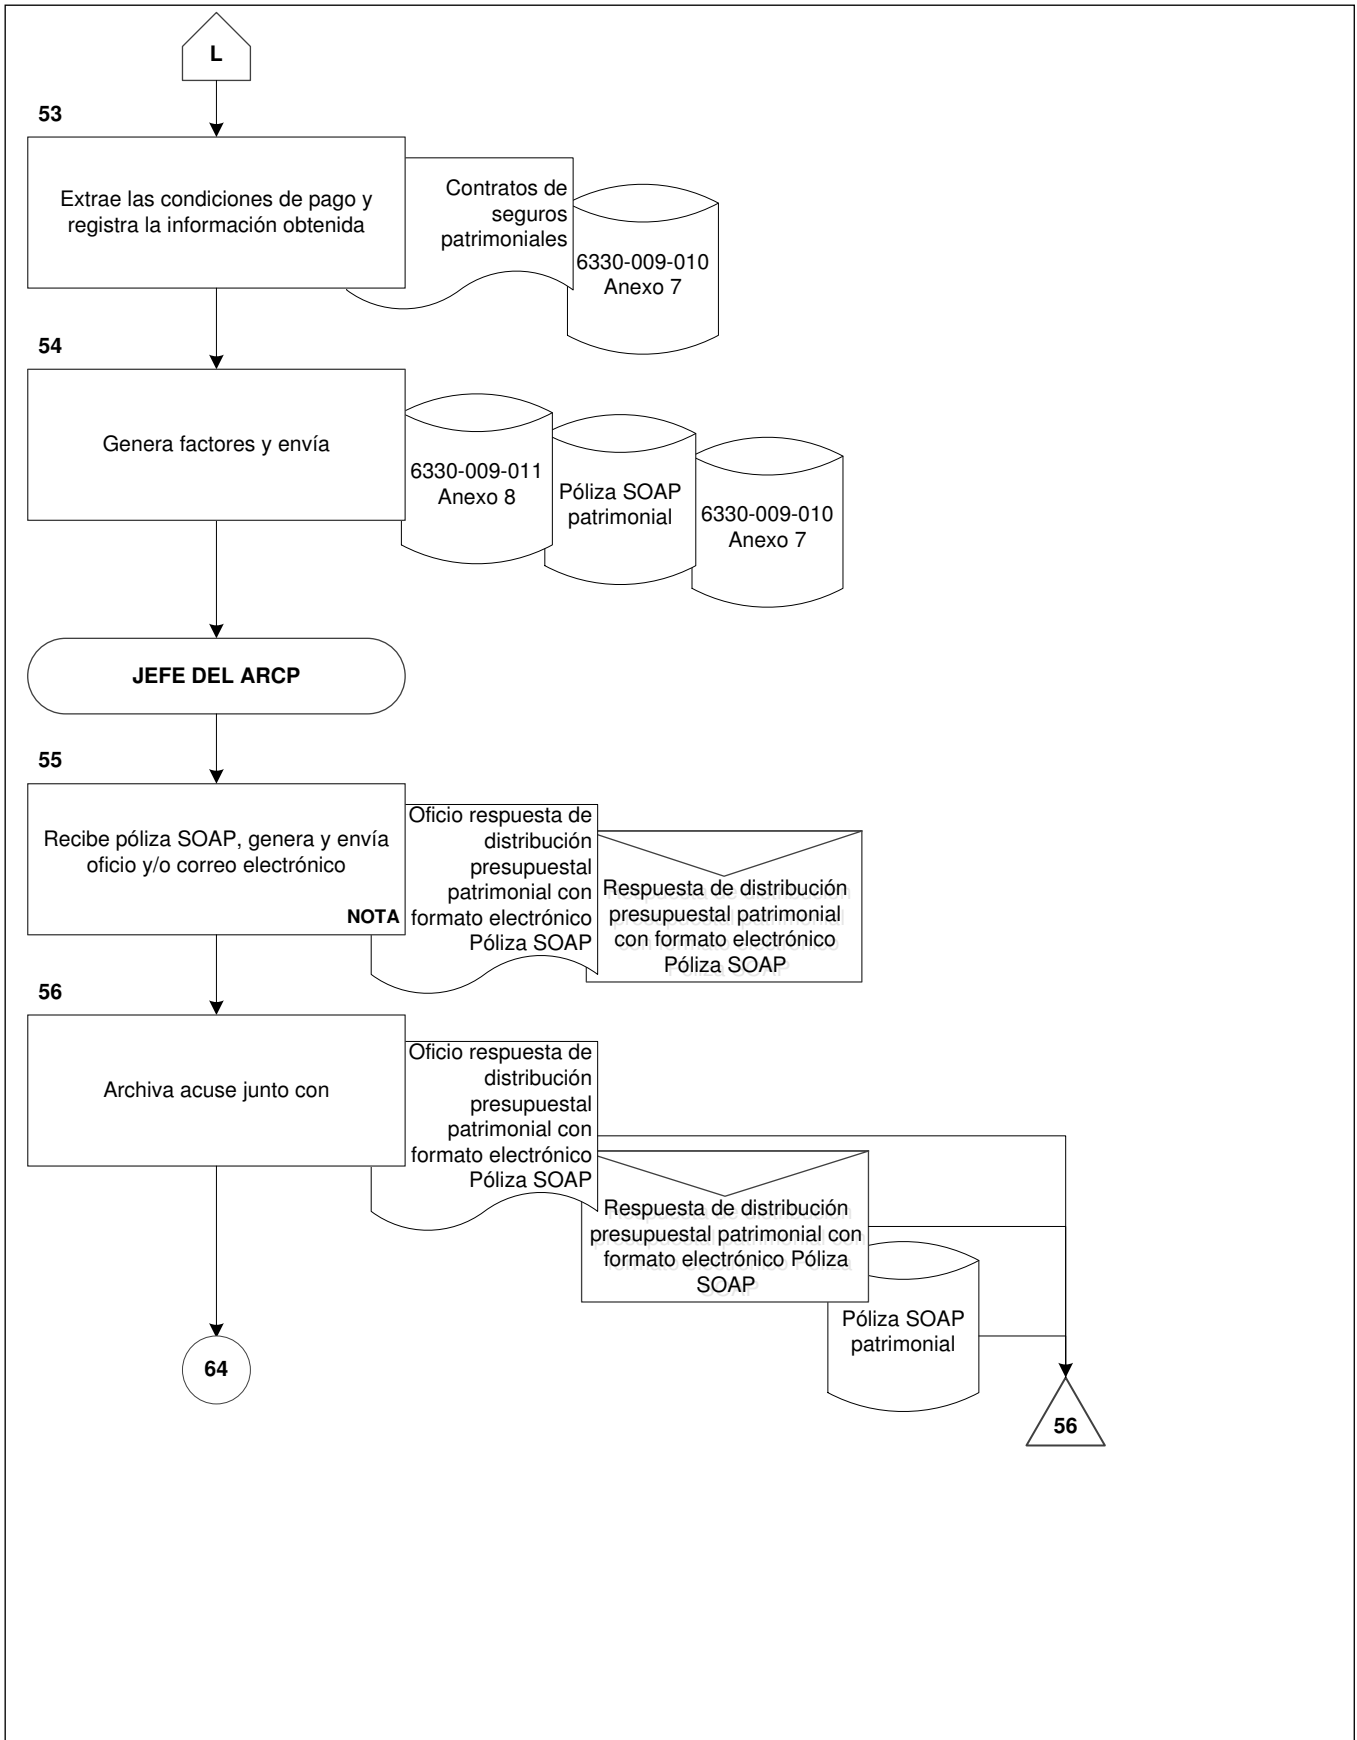 L
53
Extrae las condiciones de pago y
registra la información obtenida
Contratos de
seguros
patrimoniales
6330-009-010
Anexo 7
54
Genera factores y envía
6330-009-011
Anexo 8
Póliza SOAP
patrimonial
6330-009-010
Anexo 7
JEFE DEL ARCP
55
Recibe póliza SOAP, genera y envía
oficio y/o correo electrónico
NOTA
Oficio respuesta de
distribución
presupuestal
patrimonial con
formato electrónico
Póliza SOAP
Respuesta de distribución
presupuestal patrimonial
con formato electrónico
Póliza SOAP
56
Archiva acuse junto con
Oficio respuesta de
distribución
presupuestal
patrimonial con
formato electrónico
Póliza SOAP
Respuesta de distribución
presupuestal patrimonial con
formato electrónico Póliza
SOAP
Póliza SOAP
patrimonial
64
56